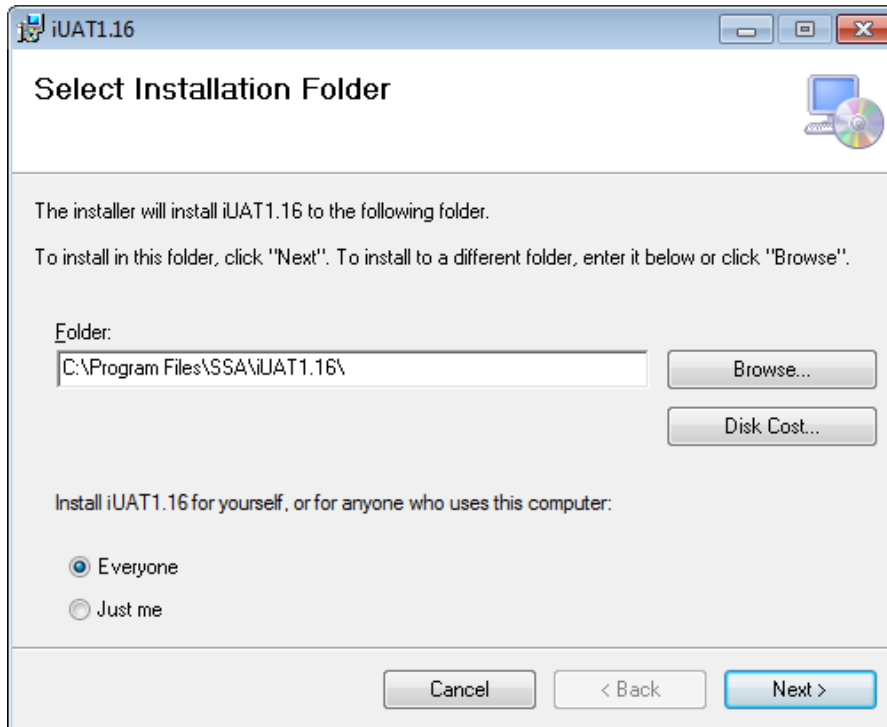 iUAT1.16
Select Installation Folder
The installer will install iUAT1.16 to the following folder.
To install in this folder, click "Next". To install to a different folder, enter it below or click "Browse".
Folder:
C:\Program Files\SSA\iUAT1.16\
Browse...
Disk Cost...
Install iUAT1.16 for yourself, or for anyone who uses this computer:
Everyone
Just me
Cancel
< Back
Next >